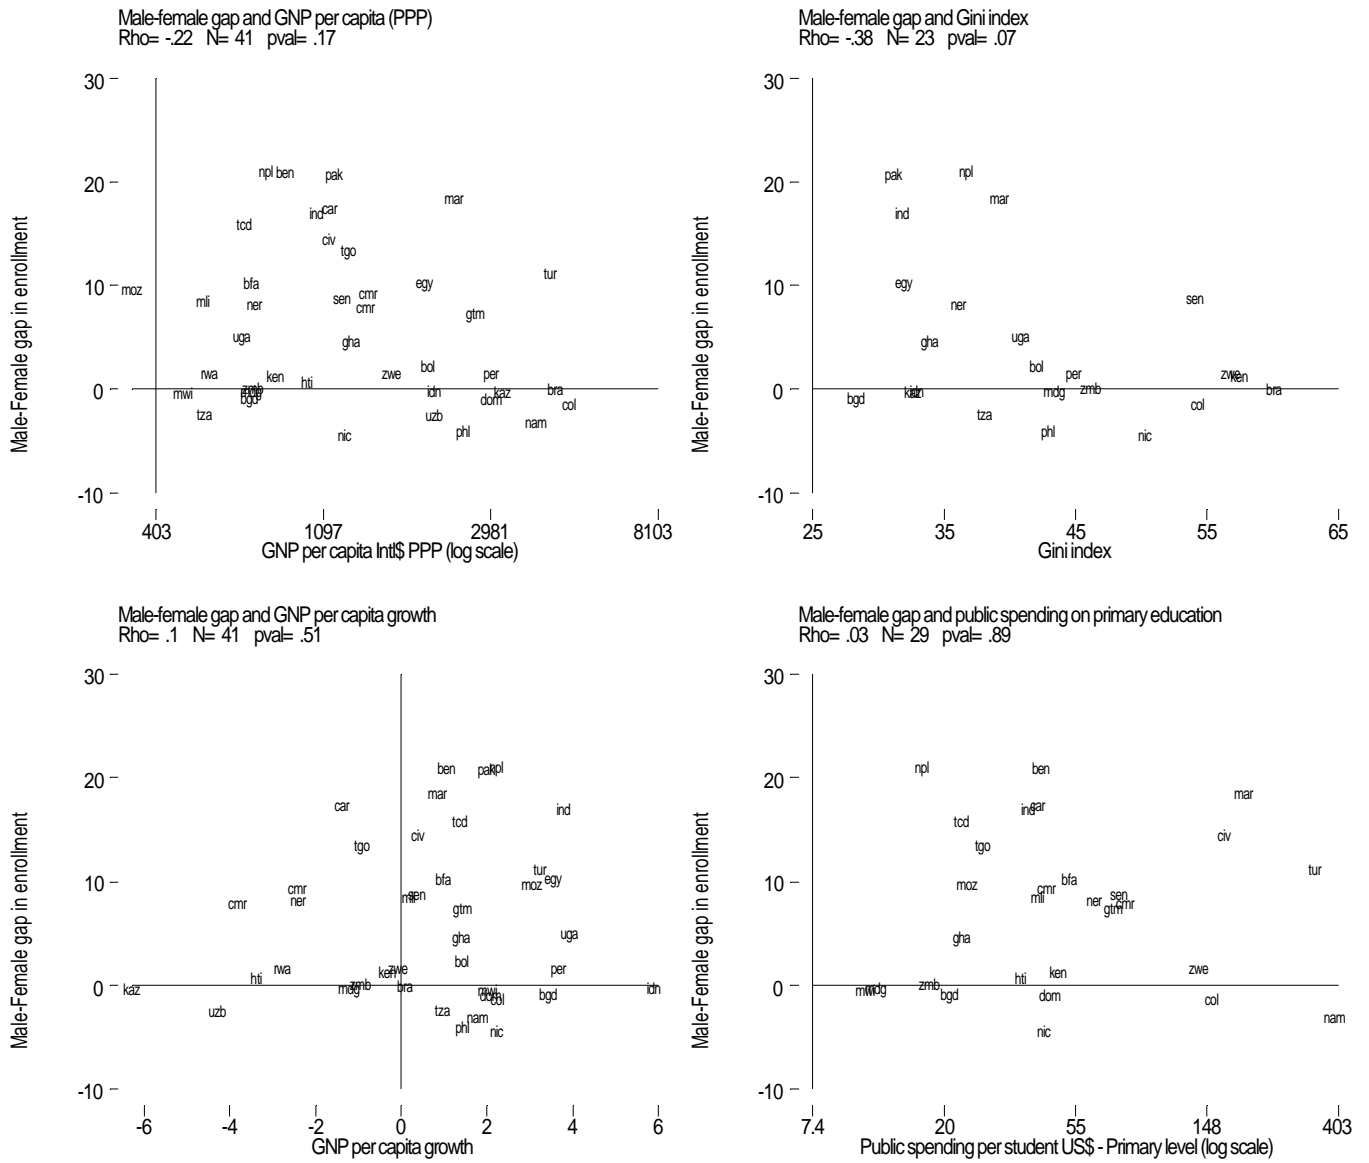 Male-female gap and GNP per capita (PPP)
Rho= -.22 N= 41 pval= .17
30
20
10
0
-10
Male-Female gap in enrollment
npl ben pak
mar
ind car
tcd
civ
tgo
tur
bfa egy
moz
cmr
mli ner sen
cmr
gtm
uga
gha
bol
rwa ken zwe per
hti
mwi zmb idn kaz bra
bgd dom
col
tza uzb
nam
nic phl
403 1097 2981 8103
GNP per capita Intl$ PPP (log scale)
Male-female gap and Gini index
Rho= -.38 N= 23 pval= .07
30
20
10
0
-10
Male-Female gap in enrollment
pak npl
mar
ind
egy
ner sen
gha uga
bol
per zwe ken
bgd mdg zmb bra
col
tza
phl nic
25 35 45 55 65
Gini index
Male-female gap and GNP per capita growth
Rho= .1 N= 41 pval= .51
30
20
10
0
-10
Male-Female gap in enrollment
ben pak npl
mar
car ind
tcd
civ
tgo
tur
bfa egy
moz
cmr
cmr ner mli sen
gtm
gha uga
bol
rwa ken zwe per
hti
kaz mdg zmb bra mwi dom bgd idn
col
uzb tza
nam
phl nic
-6 -4 -2 0 2 4 6
GNP per capita growth
Male-female gap and public spending on primary education
Rho= .03 N= 29 pval= .89
30
20
10
0
-10
Male-Female gap in enrollment
npl ben
mar
ind car
tcd
civ
tgo
tur
moz bfa
cmr
mli ner sen
gtm cmr
gha
zwe
hti ken
mwi mdg zmb bgd dom col
nam
nic
7.4 20 55 148 403
Public spending per student US$ - Primary level (log scale)